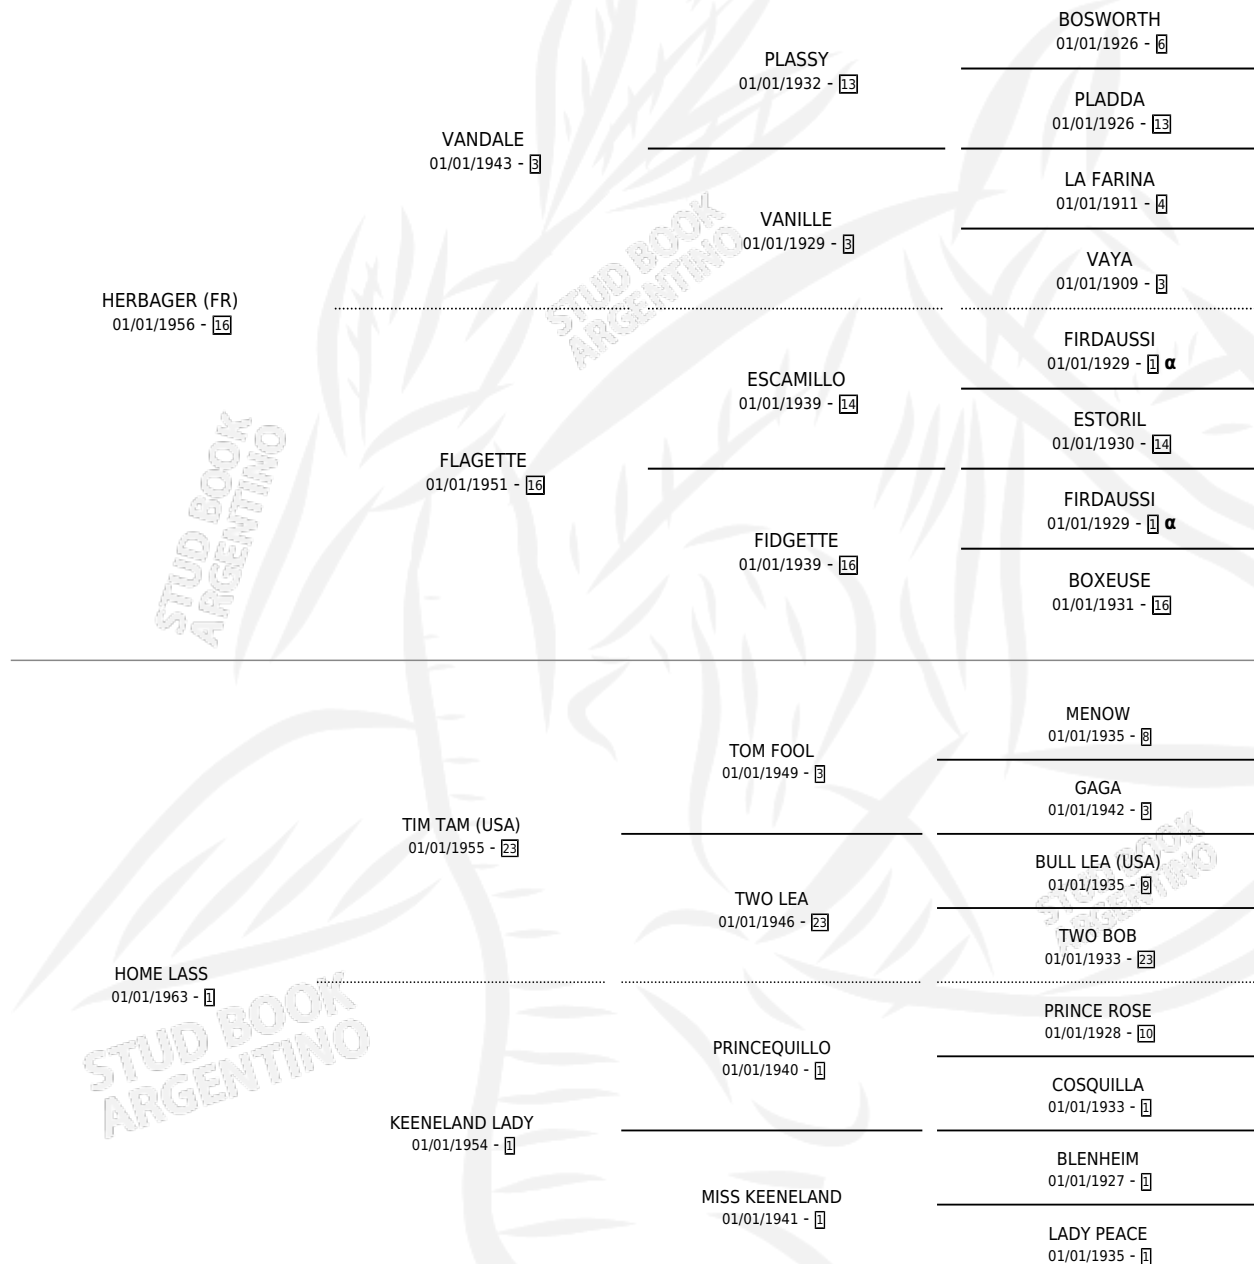 BOSWORTH
01/01/1926 - 6
PLASSY
01/01/1932 - 13
PLADDA
01/01/1926 - 13
VANDALE
01/01/1943 - 3
LA FARINA
01/01/1911 - 4
VANILLE
01/01/1929 - 3
VAYA
01/01/1909 - 3
HERBAGER (FR)
01/01/1956 - 16
FIRDAUSSI
01/01/1929 - 1 α
ESCAMILLO
01/01/1939 - 14
ESTORIL
01/01/1930 - 14
FLAGETTE
01/01/1951 - 16
FIRDAUSSI
01/01/1929 - 1 α
FIDGETTE
01/01/1939 - 16
BOXEUSE
01/01/1931 - 16
MENOW
01/01/1935 - 8
TOM FOOL
01/01/1949 - 3
GAGA
01/01/1942 - 3
TIM TAM (USA)
01/01/1955 - 23
BULL LEA (USA)
01/01/1935 - 9
TWO LEA
01/01/1946 - 23
TWO BOB
01/01/1933 - 23
HOME LASS
01/01/1963 - 1
PRINCE ROSE
01/01/1928 - 10
PRINCEQUILLO
01/01/1940 - 1
COSQUILLA
01/01/1933 - 1
KEENELAND LADY
01/01/1954 - 1
BLENHEIM
01/01/1927 - 1
MISS KEENELAND
01/01/1941 - 1
LADY PEACE
01/01/1935 - 1
STUD BOOK
ARGENTINO
STUD BOOK
ARGENTINO
STUD BOOK
ARGENTINO
STUD BOOK
ARGENTINO